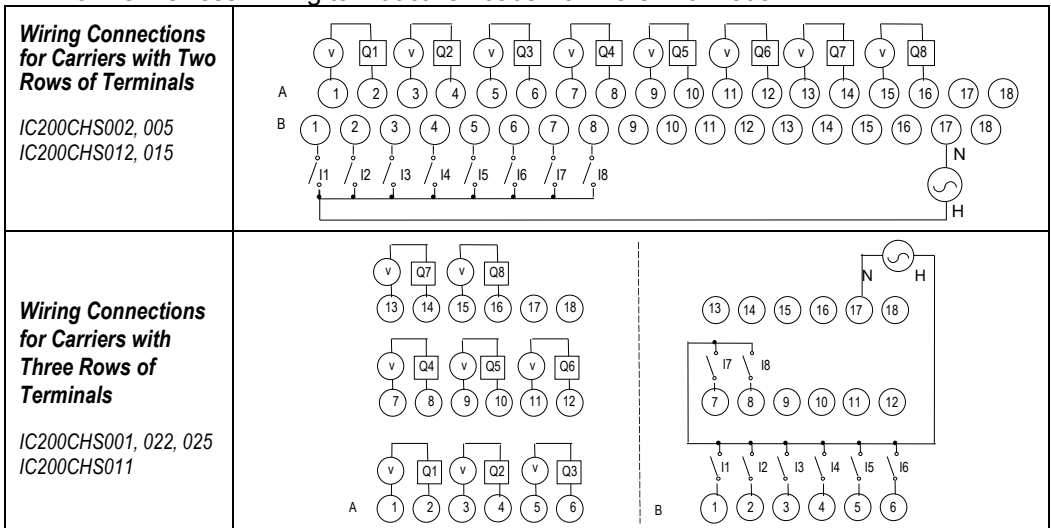 Wiring Connections
for Carriers with Two
Rows of Terminals
IC200CHS002, 005
IC200CHS012, 015
v Q1 v Q2 v Q3 v Q4 v Q5 v Q6 v Q7 v Q8
A 1 2 3 4 5 6 7 8 9 10 11 12 13 14 15 16 17 18
B 1 2 3 4 5 6 7 8 9 10 11 12 13 14 15 16 17 18
N
I1 I2 I3 I4 I5 I6 I7 I8
H
Wiring Connections
for Carriers with
Three Rows of
Terminals
IC200CHS001, 022, 025
IC200CHS011
v Q7 v Q8
13 14 15 16 17 18
v Q4 v Q5 v Q6
7 8 9 10 11 12
v Q1 v Q2 v Q3
A 1 2 3 4 5 6
N H
13 14 15 16 17 18
I7 I8
7 8 9 10 11 12
I1 I2 I3 I4 I5 I6
B 1 2 3 4 5 6